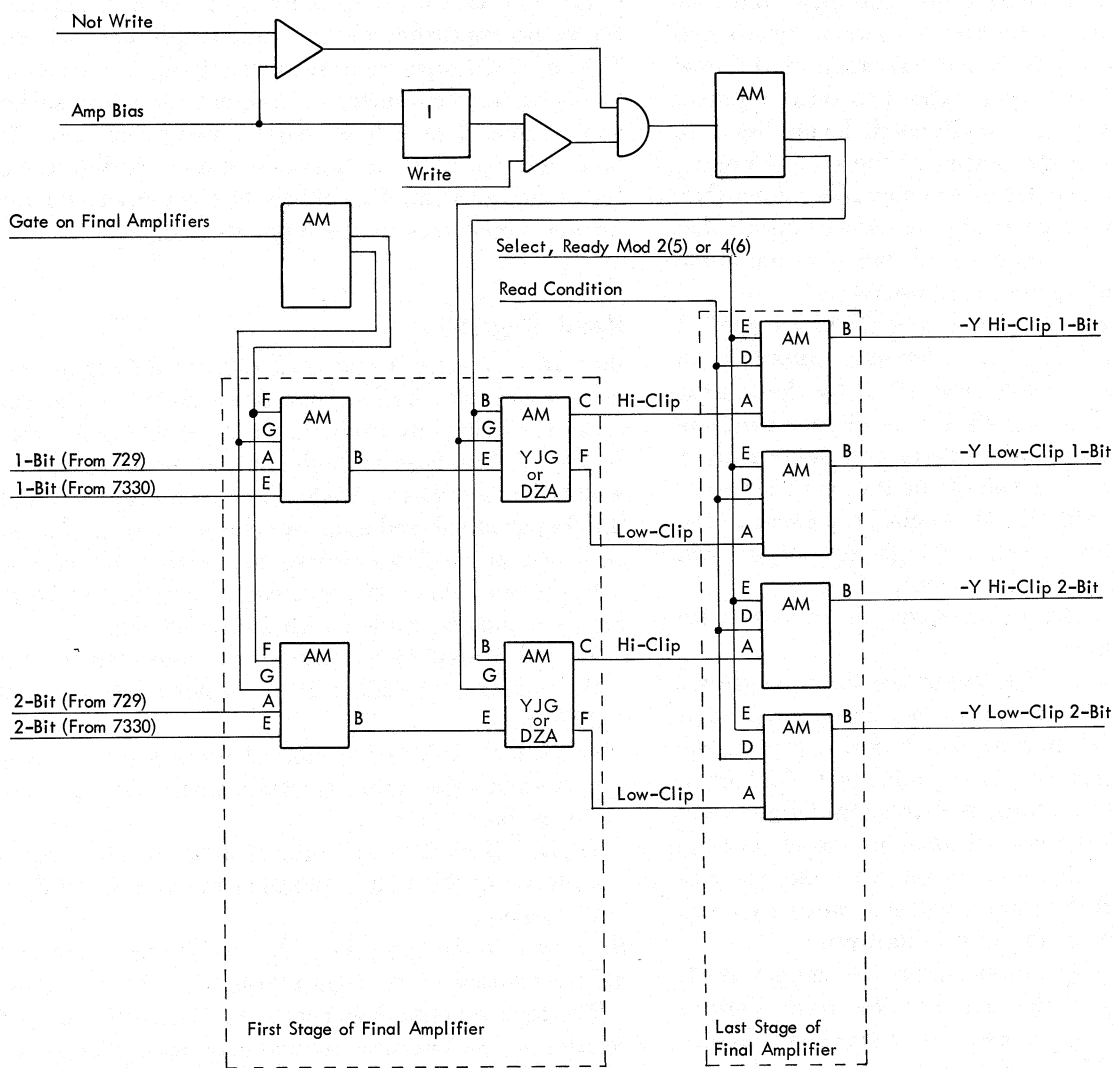 Not Write
Amp Bias
I
AM
Write
Gate on Final Amplifiers
AM
Select, Ready Mod 2(5) or 4(6)
Read Condition
E
AM
B
-Y Hi-Clip 1-Bit
D
A
F
AM
G
1-Bit (From 729)
A
B
1-Bit (From 7330)
E
B
AM
C
Hi-Clip
G
E
YJG
or
DZA
F
Low-Clip
E
AM
B
-Y Low-Clip 1-Bit
D
A
E
AM
B
-Y Hi-Clip 2-Bit
D
A
F
AM
G
2-Bit (From 729)
A
B
2-Bit (From 7330)
E
B
AM
C
Hi-Clip
G
E
YJG
or
DZA
F
Low-Clip
E
AM
B
-Y Low-Clip 2-Bit
D
A
First Stage of Final Amplifier
Last Stage of
Final Amplifier